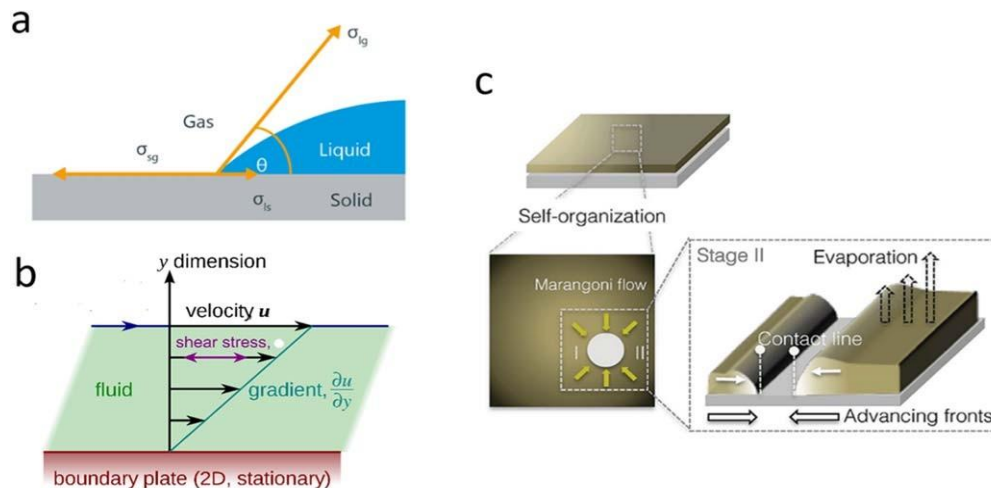 a
σlg
Gas
σsg
Liquid
θ
σls
Solid
b
y dimension
velocity u
shear stress,
fluid
gradient, ∂u/∂y
boundary plate (2D, stationary)
c
Self-organization
Marangoni flow
I
II
Stage II
Evaporation
Contact line
Advancing fronts